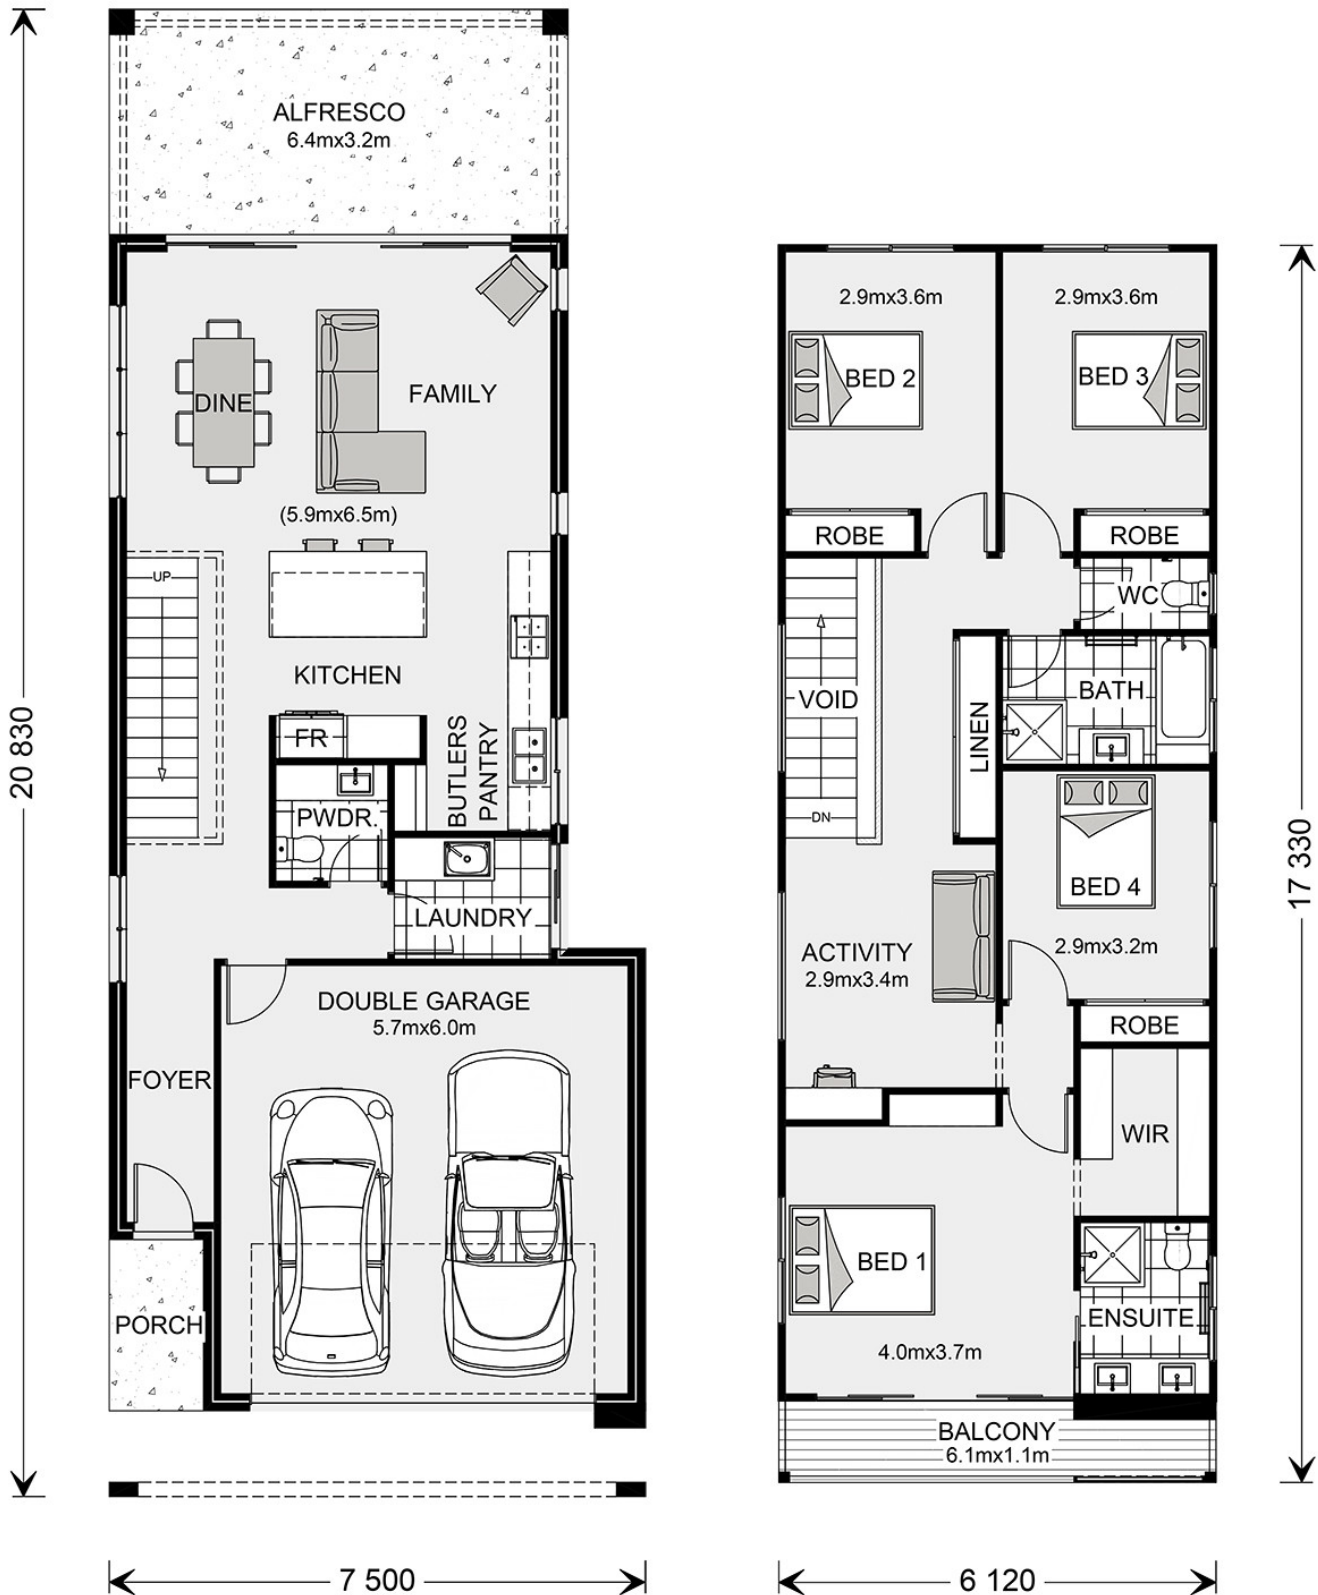 ALFRESCO
6.4mx3.2m
DINE
FAMILY
(5.9mx6.5m)
UP
KITCHEN
FR
BUTLERS
PANTRY
PWDR.
LAUNDRY
DOUBLE GARAGE
5.7mx6.0m
FOYER
PORCH
20 830
7 500
2.9mx3.6m
BED 2
2.9mx3.6m
BED 3
ROBE
ROBE
WC
VOID
LINEN
BATH
DN
BED 4
2.9mx3.2m
ACTIVITY
2.9mx3.4m
ROBE
WIR
BED 1
4.0mx3.7m
ENSUITE
BALCONY
6.1mx1.1m
17 330
6 120